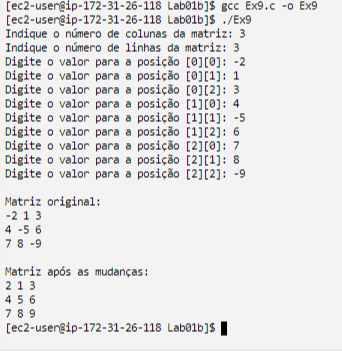 [ec2-user@ip-172-31-26-118 Lab01b]$ gcc Ex9.c -o Ex9
[ec2-user@ip-172-31-26-118 Lab01b]$ ./Ex9
Indique o número de colunas da matriz: 3
Indique o número de linhas da matriz: 3
Digite o valor para a posição [0][0]: -2
Digite o valor para a posição [0][1]: 1
Digite o valor para a posição [0][2]: 3
Digite o valor para a posição [1][0]: 4
Digite o valor para a posição [1][1]: -5
Digite o valor para a posição [1][2]: 6
Digite o valor para a posição [2][0]: 7
Digite o valor para a posição [2][1]: 8
Digite o valor para a posição [2][2]: -9
Matriz original:
-2 1 3
4 -5 6
7 8 -9
Matriz após as mudanças:
2 1 3
4 5 6
7 8 9
[ec2-user@ip-172-31-26-118 Lab01b]$